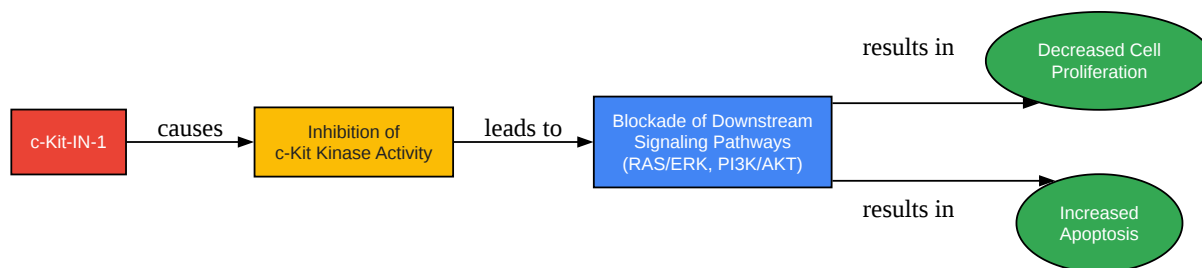 c-Kit-IN-1
causes
Inhibition of
c-Kit Kinase Activity
leads to
Blockade of Downstream
Signaling Pathways
(RAS/ERK, PI3K/AKT)
results in
Decreased Cell
Proliferation
results in
Increased
Apoptosis